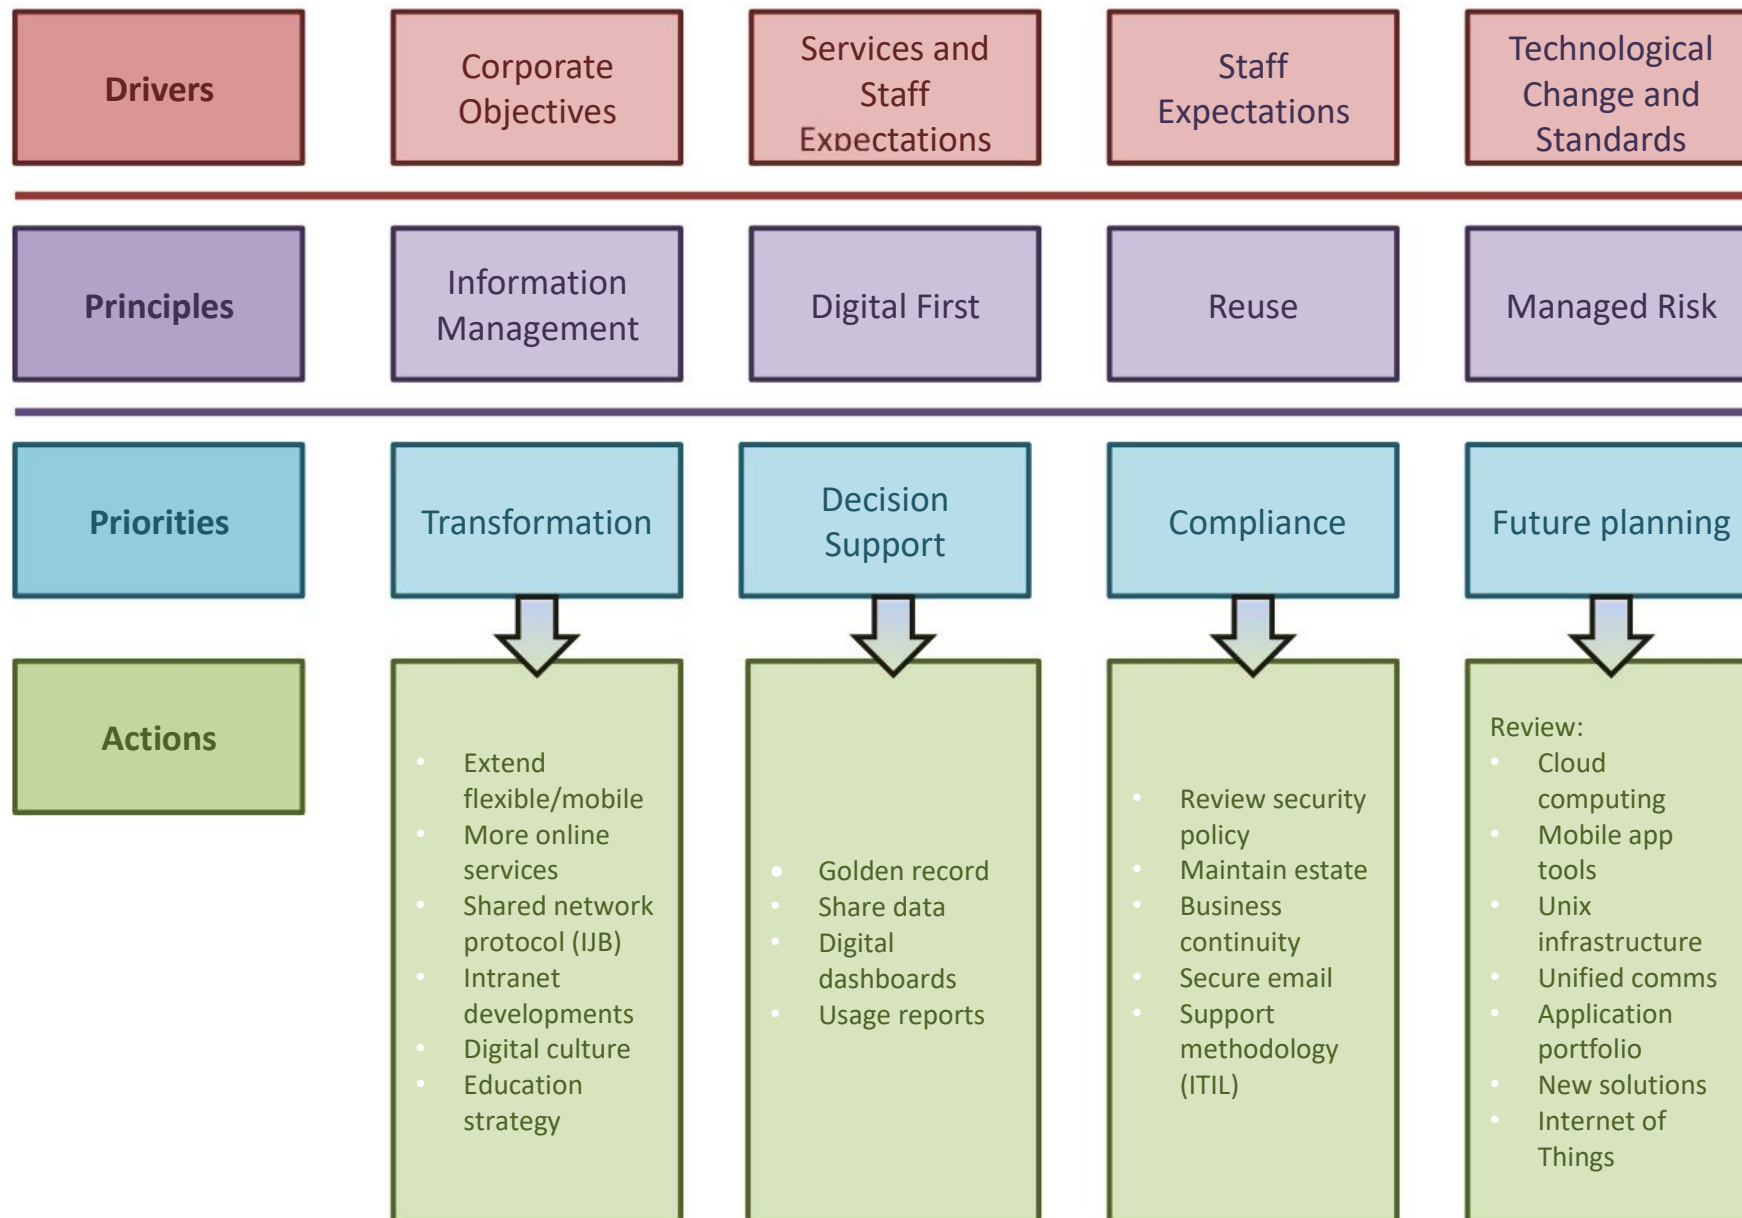 Drivers
Corporate
Objectives
Services and
Staff
Expectations
Staff
Expectations
Technological
Change and
Standards
Principles
Information
Management
Digital First
Reuse
Managed Risk
Priorities
Transformation
Decision
Support
Compliance
Future planning
Actions
• Extend
flexible/mobile
• More online
services
• Shared network
protocol (IJB)
• Intranet
developments
• Digital culture
• Education
strategy
• Golden record
• Share data
• Digital
dashboards
• Usage reports
• Review security
policy
• Maintain estate
• Business
continuity
• Secure email
• Support
methodology
(ITIL)
Review:
• Cloud
computing
• Mobile app
tools
• Unix
infrastructure
• Unified comms
• Application
portfolio
• New solutions
• Internet of
Things